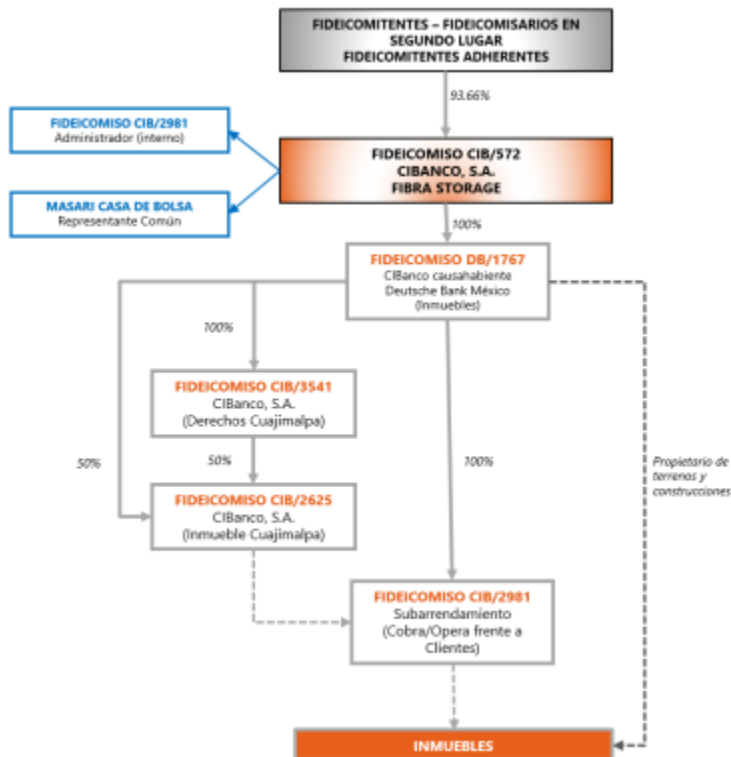 FIDEICOMITENTES – FIDEICOMISARIOS EN
SEGUNDO LUGAR
FIDEICOMITENTES ADHERENTES
93.66%
FIDEICOMISO CIB/2981
Administrador (interno)
FIDEICOMISO CIB/572
CIBANCO, S.A.
FIBRA STORAGE
MASARI CASA DE BOLSA
Representante Común
100%
FIDEICOMISO DB/1767
CIBanco causahabiente
Deutsche Bank México
(Inmuebles)
100%
FIDEICOMISO CIB/3541
CIBanco, S.A.
(Derechos Cuajimalpa)
50%
50%
100%
Propietario de
terrenos y
construcciones
FIDEICOMISO CIB/2625
CIBanco, S.A.
(Inmueble Cuajimalpa)
FIDEICOMISO CIB/2981
Subarrendamiento
(Cobra/Opera frente a
Clientes)
INMUEBLES